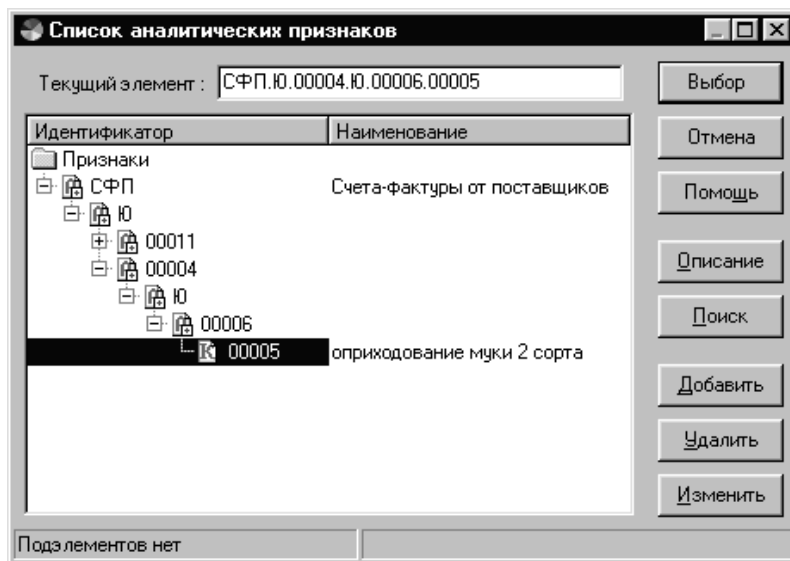 Список аналитических признаков
Текущий элемент : СФП.Ю.00004.Ю.00006.00005
Выбор
Идентификатор Наименование
Отмена
Признаки
СФП Счета-фактуры от поставщиков
Помощь
Ю
00011
00004
Описание
Ю
00006
Поиск
00005 оприходование муки 2 сорта
Добавить
Удалить
Изменить
Подэлементов нет